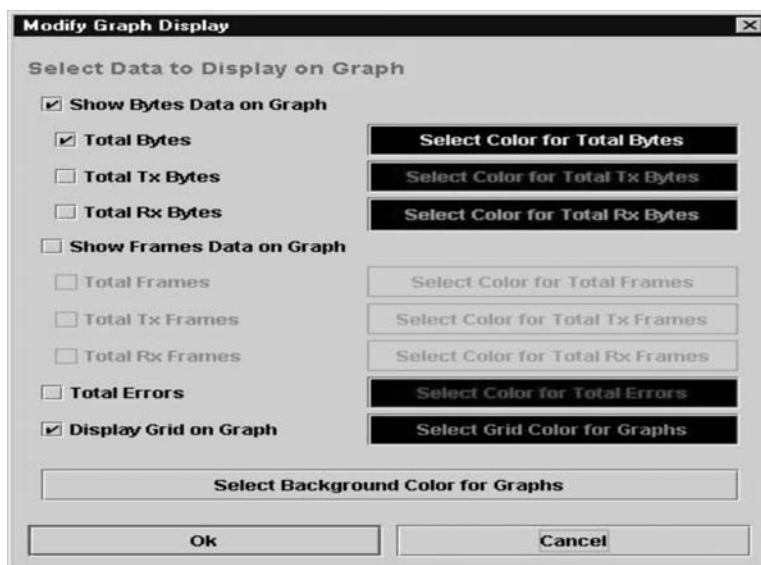 Modify Graph Display
Select Data to Display on Graph
Show Bytes Data on Graph
Total Bytes Select Color for Total Bytes
Total Tx Bytes Select Color for Total Tx Bytes
Total Rx Bytes Select Color for Total Rx Bytes
Show Frames Data on Graph
Total Frames Select Color for Total Frames
Total Tx Frames Select Color for Total Tx Frames
Total Rx Frames Select Color for Total Rx Frames
Total Errors Select Color for Total Errors
Display Grid on Graph Select Grid Color for Graphs
Select Background Color for Graphs
Ok Cancel